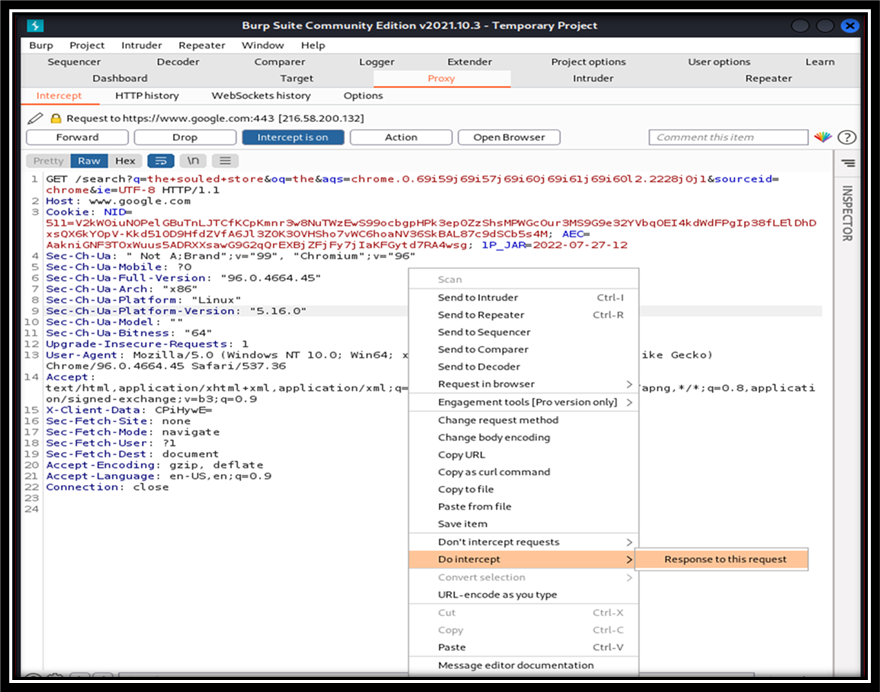 Burp Suite Community Edition v2021.10.3 - Temporary Project
Burp Project Intruder Repeater Window Help
Sequencer Decoder Comparer Logger Extender Project options User options Learn
Dashboard Target Proxy Intruder Repeater
Intercept HTTP history WebSockets history Options
Request to https://www.google.com:443 [216.58.200.132]
Forward Drop Intercept is on Action Open Browser Comment this item ?
Pretty Raw Hex \n
INSPECTOR
1 GET /search?q=the+souled+store&oq=the&aqs=chrome.0.69i59j69i57j69i60j69i61j69i60l2.2228j0j1&sourceid=
chrome&ie=UTF-8 HTTP/1.1
2 Host: www.google.com
3 Cookie: NID=
511=V2kW0iuNOPelGBuTnLJTCfKCpKmnr3w8NuTWzEwS99ocbgpHPk3ep0ZzShsMPWGcOur3MS9G9e32YVbq0EI4kdWdFPgIp38fLElDhD
xsQX6kYOpV-Kkd510D9HfdZVfA6Jl3Z0K3OVHSho7vWC6hoaNV36SkBAL87c9dSCb5s4M; AEC=
AakniGNF3TOxWuus5ADRXXsawG9G2qQrEXBjZFjFy7jIaKFGytd7RA4wsg; 1P_JAR=2022-07-27-12
4 Sec-Ch-Ua: " Not A;Brand";v="99", "Chromium";v="96"
5 Sec-Ch-Ua-Mobile: ?0
6 Sec-Ch-Ua-Full-Version: "96.0.4664.45"
7 Sec-Ch-Ua-Arch: "x86"
8 Sec-Ch-Ua-Platform: "Linux"
9 Sec-Ch-Ua-Platform-Version: "5.16.0"
10 Sec-Ch-Ua-Model: ""
11 Sec-Ch-Ua-Bitness: "64"
12 Upgrade-Insecure-Requests: 1
13 User-Agent: Mozilla/5.0 (Windows NT 10.0; Win64; x ike Gecko)
Chrome/96.0.4664.45 Safari/537.36
14 Accept:
text/html,application/xhtml+xml,application/xml;q= /apng,*/*;q=0.8,applicati
on/signed-exchange;v=b3;q=0.9
15 X-Client-Data: CPiHywE=
16 Sec-Fetch-Site: none
17 Sec-Fetch-Mode: navigate
18 Sec-Fetch-User: ?1
19 Sec-Fetch-Dest: document
20 Accept-Encoding: gzip, deflate
21 Accept-Language: en-US,en;q=0.9
22 Connection: close
23
24
Scan
Send to Intruder Ctrl-I
Send to Repeater Ctrl-R
Send to Sequencer
Send to Comparer
Send to Decoder
Request in browser >
Engagement tools [Pro version only] >
Change request method
Change body encoding
Copy URL
Copy as curl command
Copy to file
Paste from file
Save item
Don't intercept requests >
Do intercept > Response to this request
Convert selection >
URL-encode as you type
Cut Ctrl-X
Copy Ctrl-C
Paste Ctrl-V
Message editor documentation